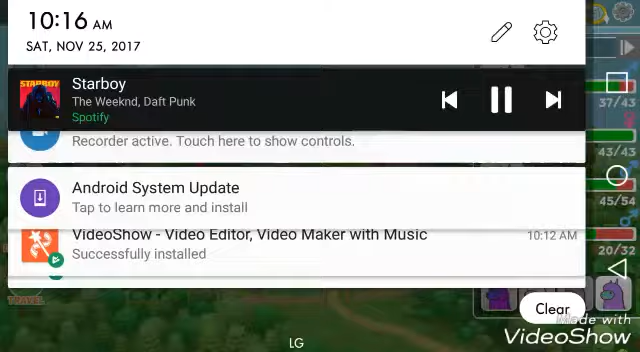 10:16 AM
SAT, NOV 25, 2017
STARBOY
Starboy
The Weeknd, Daft Punk
Spotify
Recorder active. Touch here to show controls.
Android System Update
Tap to learn more and install
VideoShow - Video Editor, Video Maker with Music
10:12 AM
Successfully installed
37/43
43/43
45/54
20/32
TRAVEL
Clear
LG
Made with
VideoShow